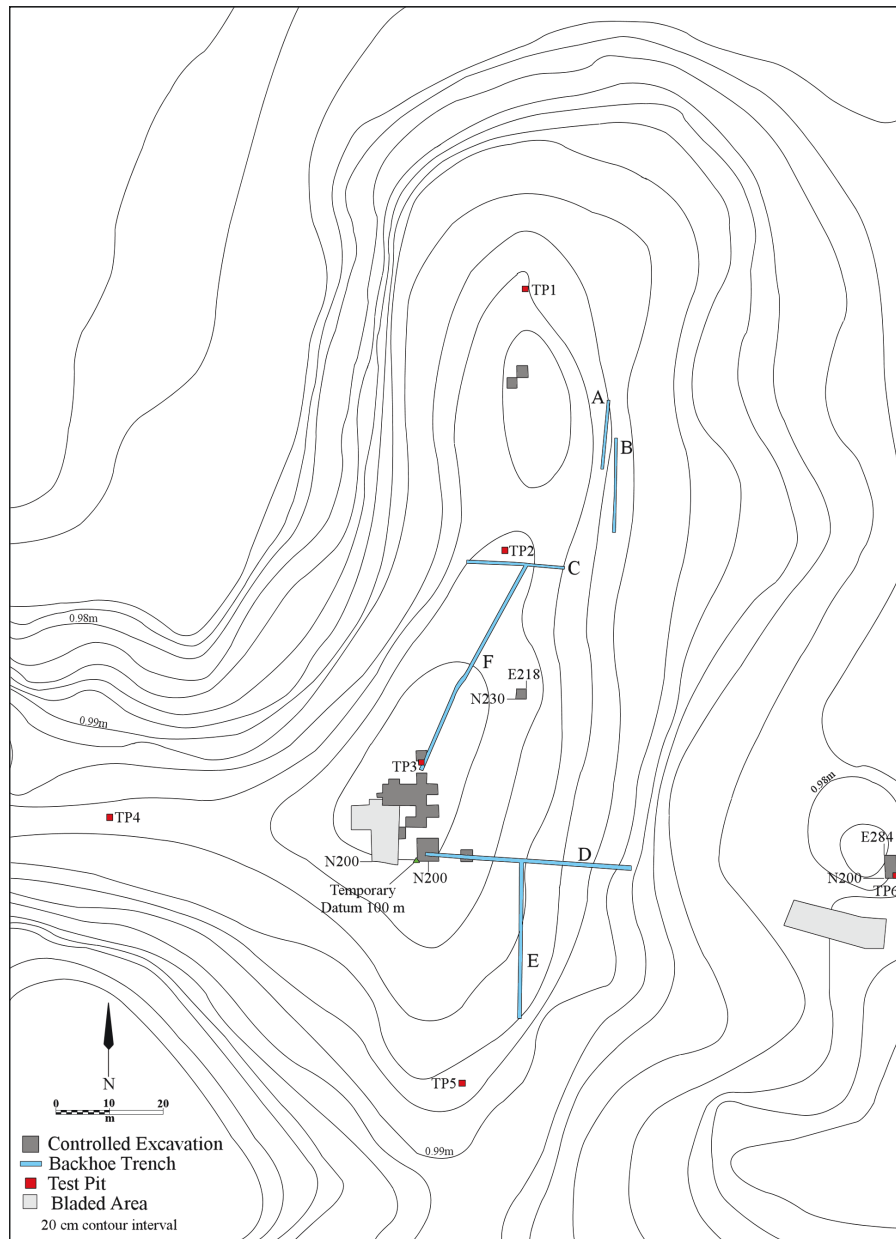 TP1
A
B
TP2
C
0.98m
F
E218
N230
0.99m
TP3
0.98m
TP4
E284
D
N200
N200
N200
TP6
Temporary
Datum 100 m
E
N
TP5
0 10 20
m
0.99m
Controlled Excavation
Backhoe Trench
Test Pit
Bladed Area
20 cm contour interval